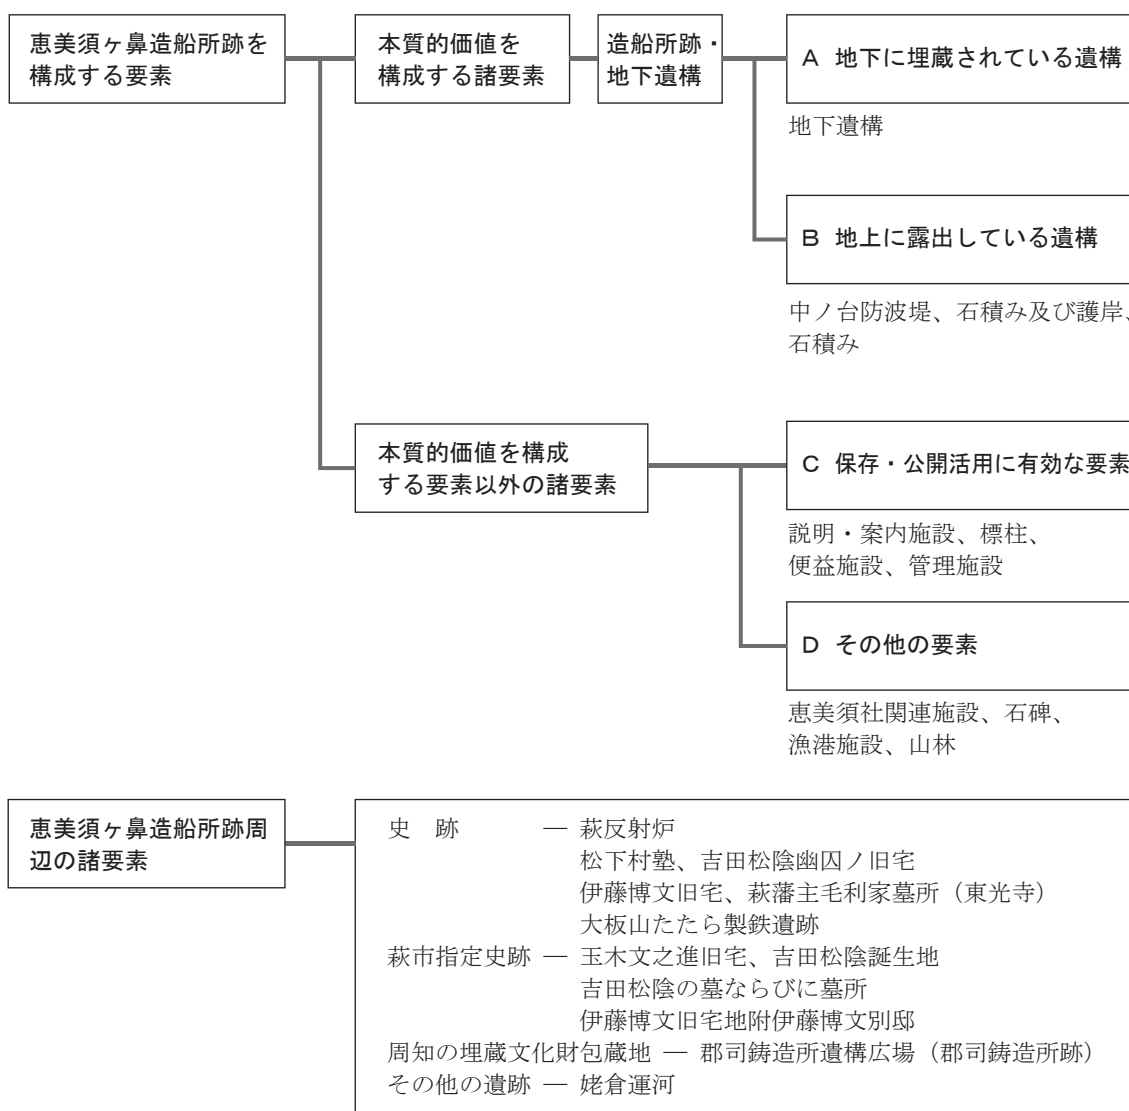 恵美須ヶ鼻造船所跡を
構成する要素
本質的価値を
構成する諸要素
造船所跡・
地下遺構
A 地下に埋蔵されている遺構
地下遺構
B 地上に露出している遺構
中ノ台防波堤、石積み及び護岸、
石積み
本質的価値を構成
する要素以外の諸要素
C 保存・公開活用に有効な要素
説明・案内施設、標柱、
便益施設、管理施設
D その他の要素
恵美須社関連施設、石碑、
漁港施設、山林
恵美須ヶ鼻造船所跡周
辺の諸要素
史 跡 ― 萩反射炉
松下村塾、吉田松陰幽囚ノ旧宅
伊藤博文旧宅、萩藩主毛利家墓所（東光寺）
大板山たたら製鉄遺跡
萩市指定史跡 ― 玉木文之進旧宅、吉田松陰誕生地
吉田松陰の墓ならびに墓所
伊藤博文旧宅地附伊藤博文別邸
周知の埋蔵文化財包蔵地 ― 郡司鋳造所遺構広場（郡司鋳造所跡）
その他の遺跡 ― 姥倉運河